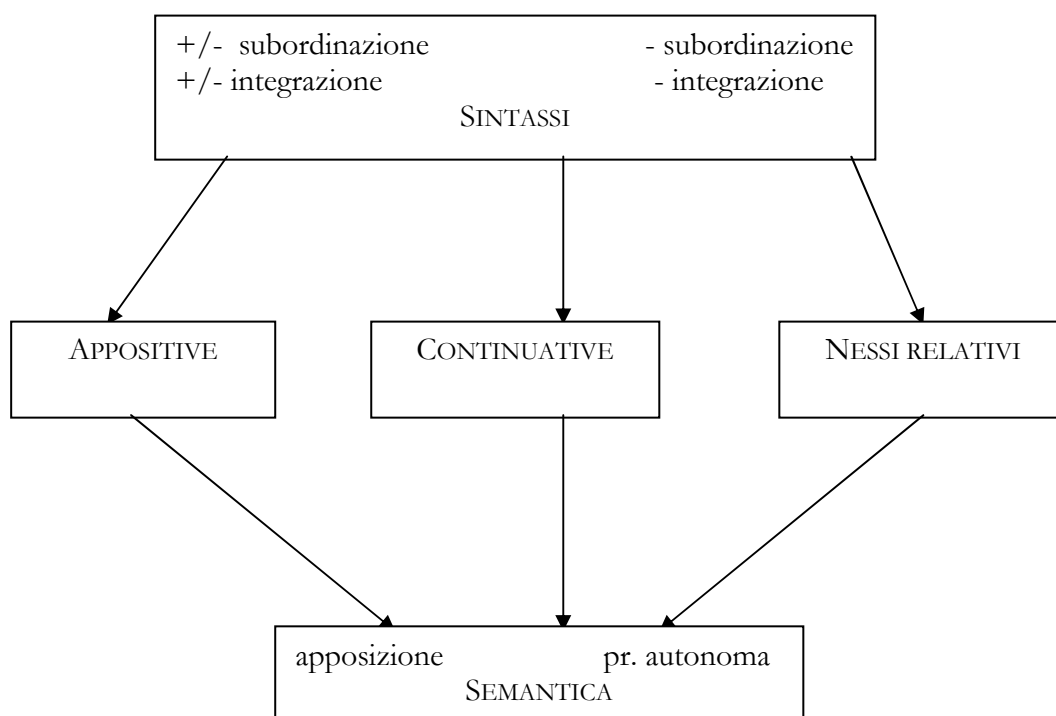 +/- subordinazione - subordinazione
+/- integrazione - integrazione
SINTASSI
APPOSITIVE CONTINUATIVE NESSI RELATIVI
apposizione pr. autonoma
SEMANTICA